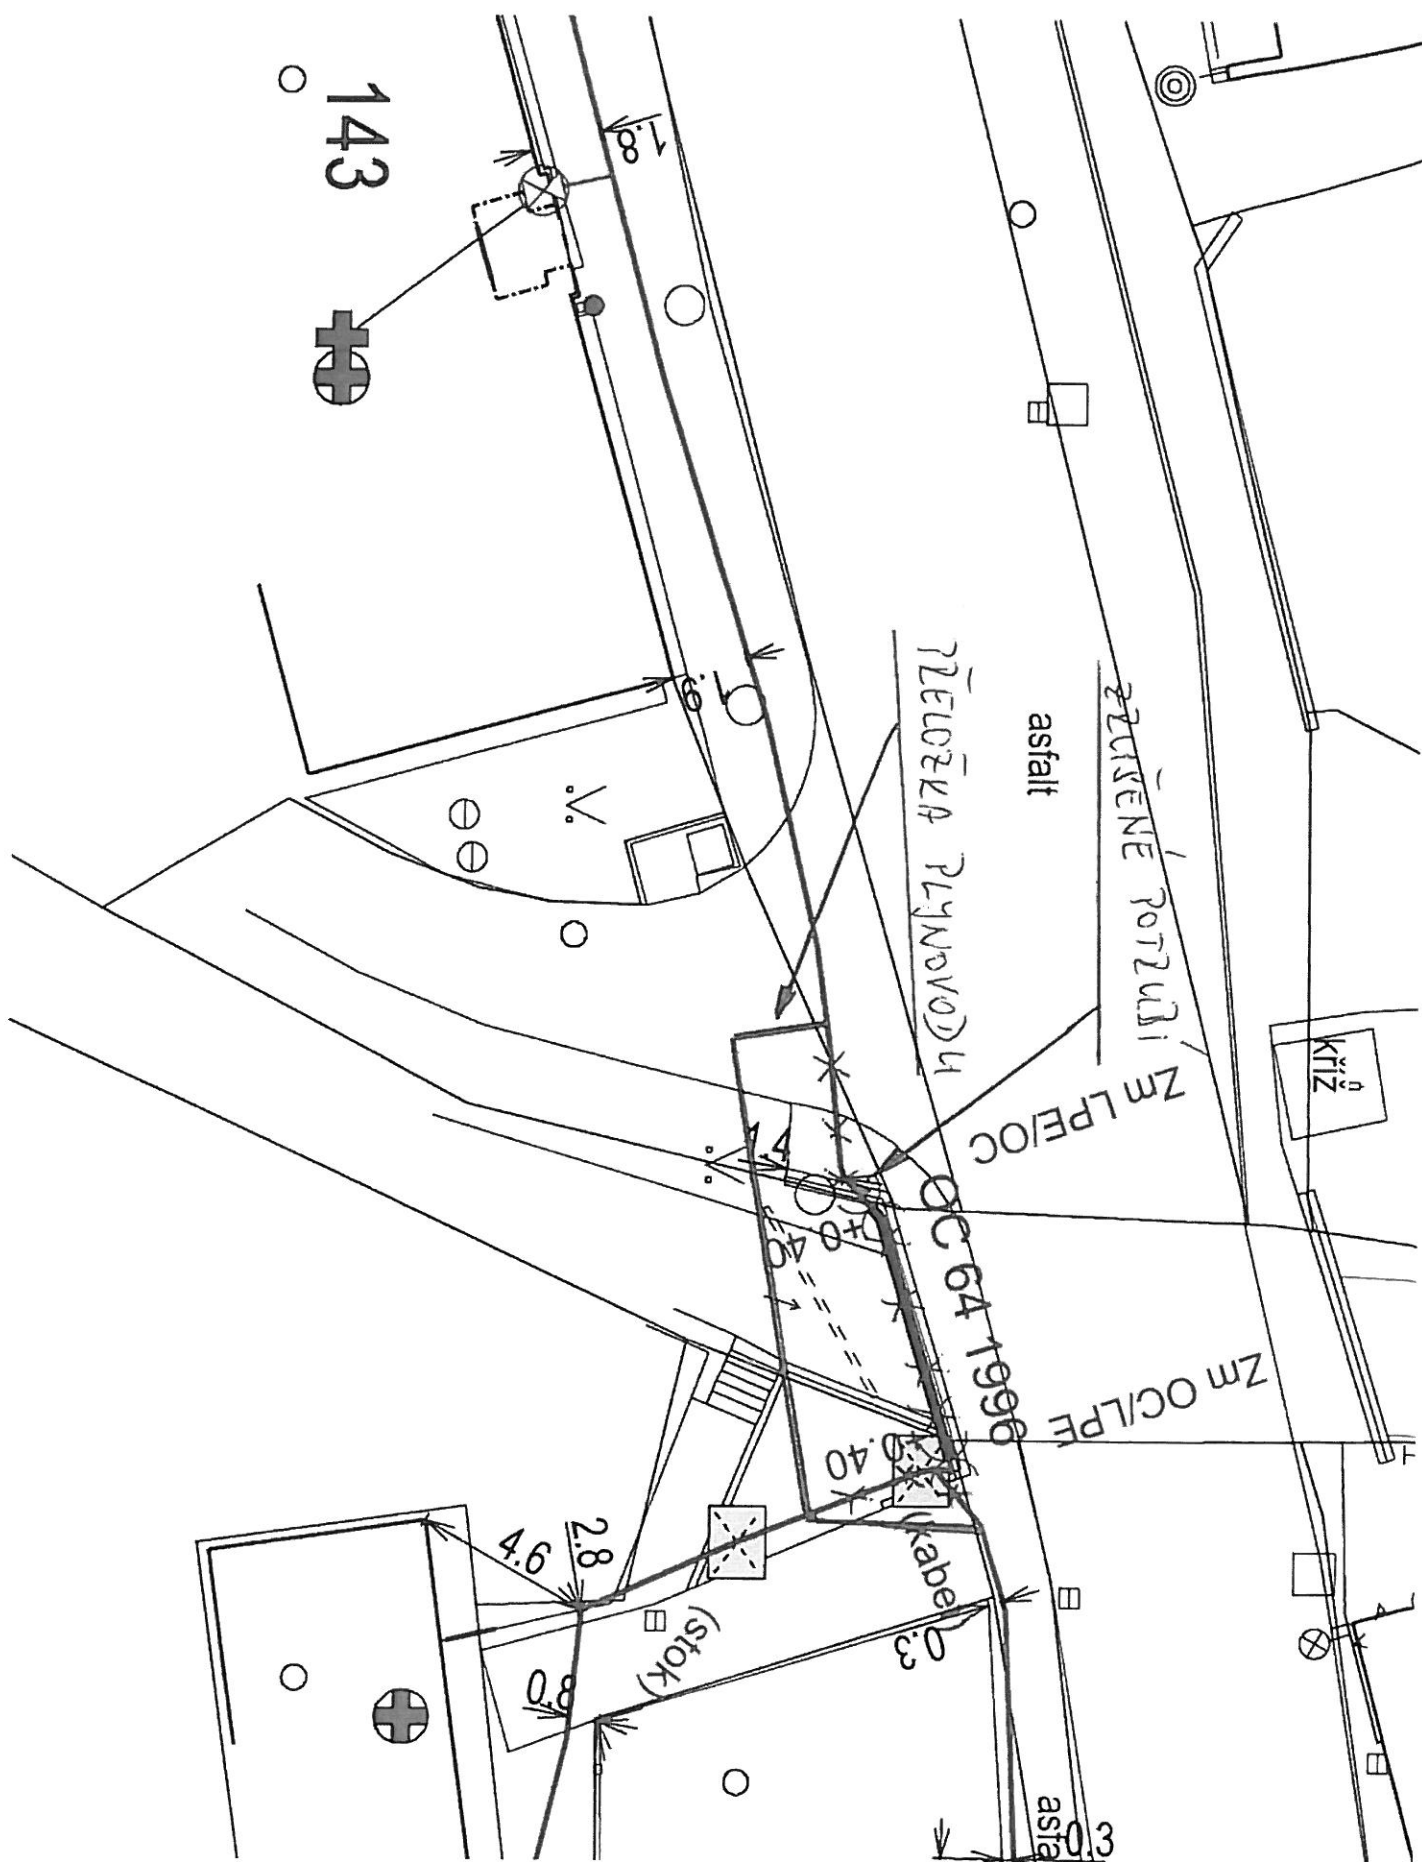 143
1.8
1.9
asfalt
PŘELOŽKA PLYNOVODU
ZRUŠENÉ POTRUBÍ
kříž
Zm LPE/OC
1.4
+0.40
OC 64 1996
Zm OC/LPE
+0.40
(kabel)
4.6
2.8
0.3
(stok)
0.8
asfa
0.3